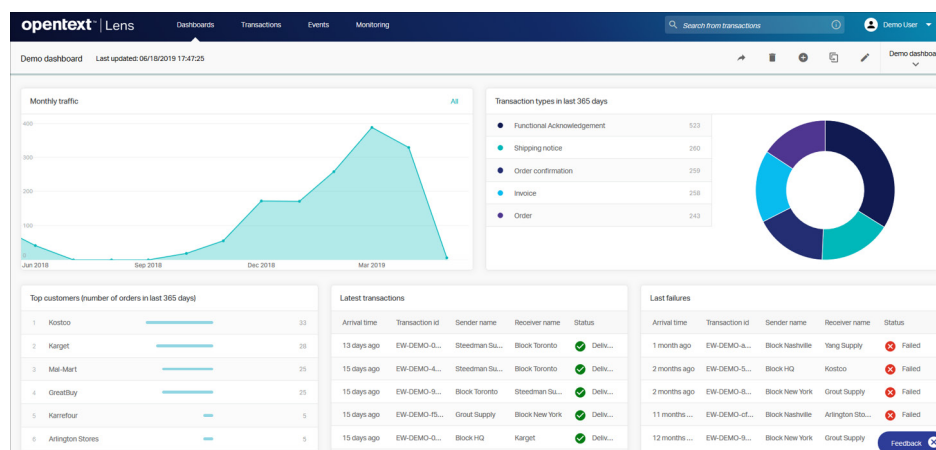 opentext™ | Lens Dashboards Transactions Events Monitoring Search from transactions Demo User
Demo dashboard Last updated: 06/18/2019 17:47:25 Demo dashboa
Monthly traffic All
400
300
200
100
0
Jun 2018 Sep 2018 Dec 2018 Mar 2019
Transaction types in last 365 days
Functional Acknowledgement 523
Shipping notice 260
Order confirmation 259
Invoice 258
Order 243
Top customers (number of orders in last 365 days)
1 Kostco 33
2 Karget 28
3 Mal-Mart 25
4 GreatBuy 25
5 Karrefour 5
6 Arlington Stores 5
Latest transactions
Arrival time Transaction id Sender name Receiver name Status
13 days ago EW-DEMO-0... Steedman Su... Block Toronto Deliv...
15 days ago EW-DEMO-4... Steedman Su... Block Toronto Deliv...
15 days ago EW-DEMO-9... Block Toronto Steedman Su... Deliv...
15 days ago EW-DEMO-f5... Grout Supply Block New York Deliv...
15 days ago EW-DEMO-0... Block HQ Karget Deliv...
Last failures
Arrival time Transaction id Sender name Receiver name Status
1 month ago EW-DEMO-a... Block Nashville Yang Supply Failed
2 months ago EW-DEMO-5... Block HQ Kostco Failed
2 months ago EW-DEMO-8... Block New York Grout Supply Failed
11 months ... EW-DEMO-cf... Block Nashville Arlington Sto... Failed
12 months ... EW-DEMO-9... Block New York Grout Supply
Feedback